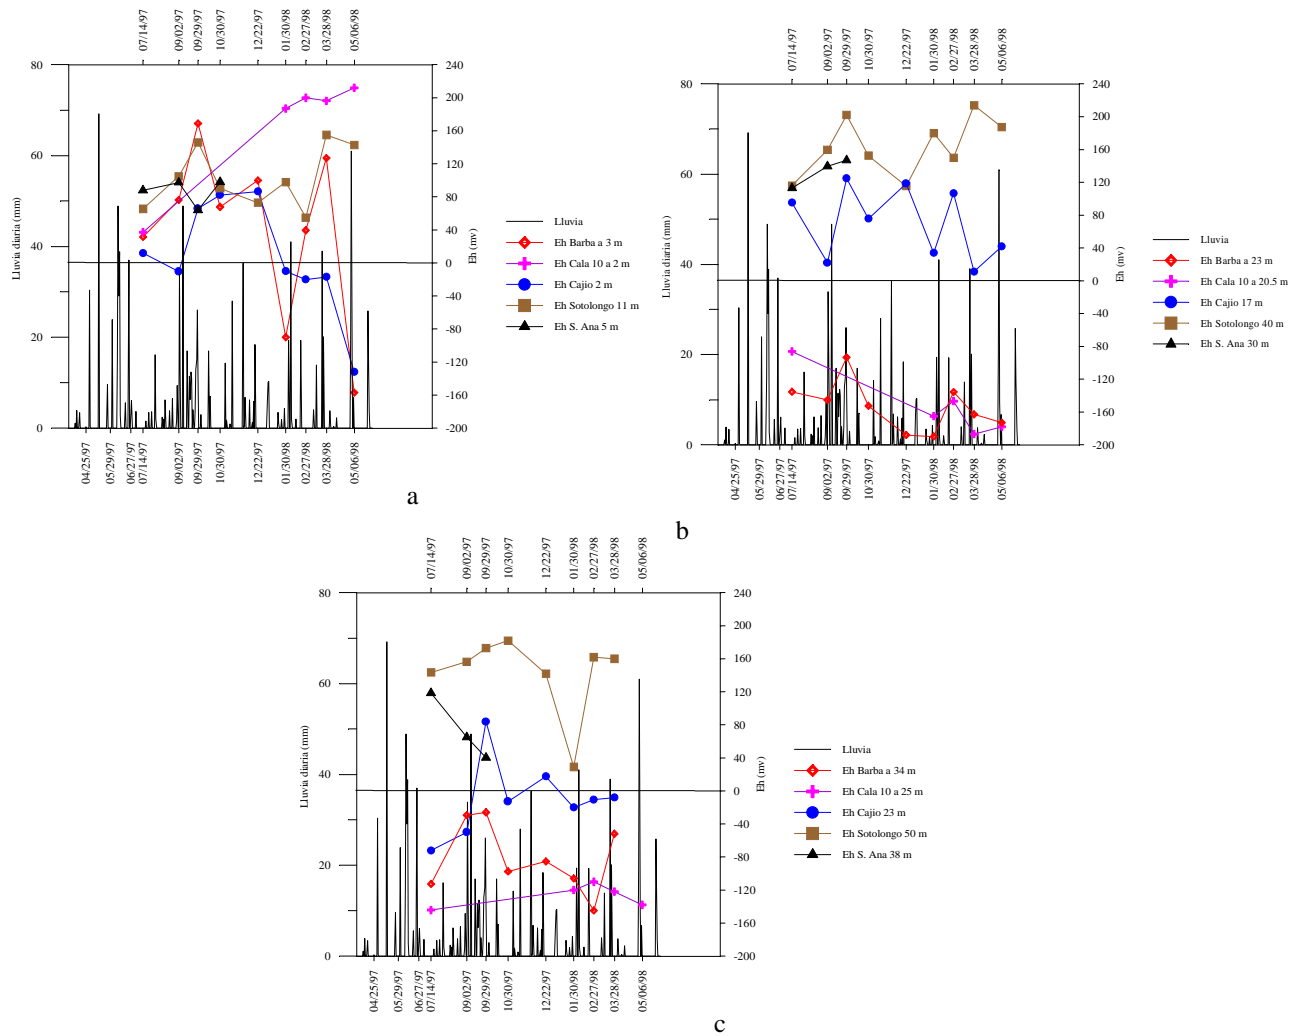 07/14/97 09/02/97 09/29/97 10/30/97 12/22/97 01/30/98 02/27/98 03/28/98 05/06/98
80 60 40 20 0
Lluvia diaria (mm)
240 200 160 120 80 40 0 -40 -80 -120 -160 -200
Eh (mv)
04/25/97 05/29/97 06/27/97 07/14/97 09/02/97 09/29/97 10/30/97 12/22/97 01/30/98 02/27/98 03/28/98 05/06/98
Lluvia
Eh Barba a 3 m
Eh Cala 10 a 2 m
Eh Cajio 2 m
Eh Sotolongo 11 m
Eh S. Ana 5 m
a
07/14/97 09/02/97 09/29/97 10/30/97 12/22/97 01/30/98 02/27/98 03/28/98 05/06/98
80 60 40 20 0
Lluvia diaria (mm)
240 200 160 120 80 40 0 -40 -80 -120 -160 -200
Eh (mv)
04/25/97 05/29/97 06/27/97 07/14/97 09/02/97 09/29/97 10/30/97 12/22/97 01/30/98 02/27/98 03/28/98 05/06/98
Lluvia
Eh Barba a 23 m
Eh Cala 10 a 20.5 m
Eh Cajio 17 m
Eh Sotolongo 40 m
Eh S. Ana 30 m
b
07/14/97 09/02/97 09/29/97 10/30/97 12/22/97 01/30/98 02/27/98 03/28/98 05/06/98
80 60 40 20 0
Lluvia diaria (mm)
240 200 160 120 80 40 0 -40 -80 -120 -160 -200
Eh (mv)
04/25/97 05/29/97 06/27/97 07/14/97 09/02/97 09/29/97 10/30/97 12/22/97 01/30/98 02/27/98 03/28/98 05/06/98
Lluvia
Eh Barba a 34 m
Eh Cala 10 a 25 m
Eh Cajio 23 m
Eh Sotolongo 50 m
Eh S. Ana 38 m
c